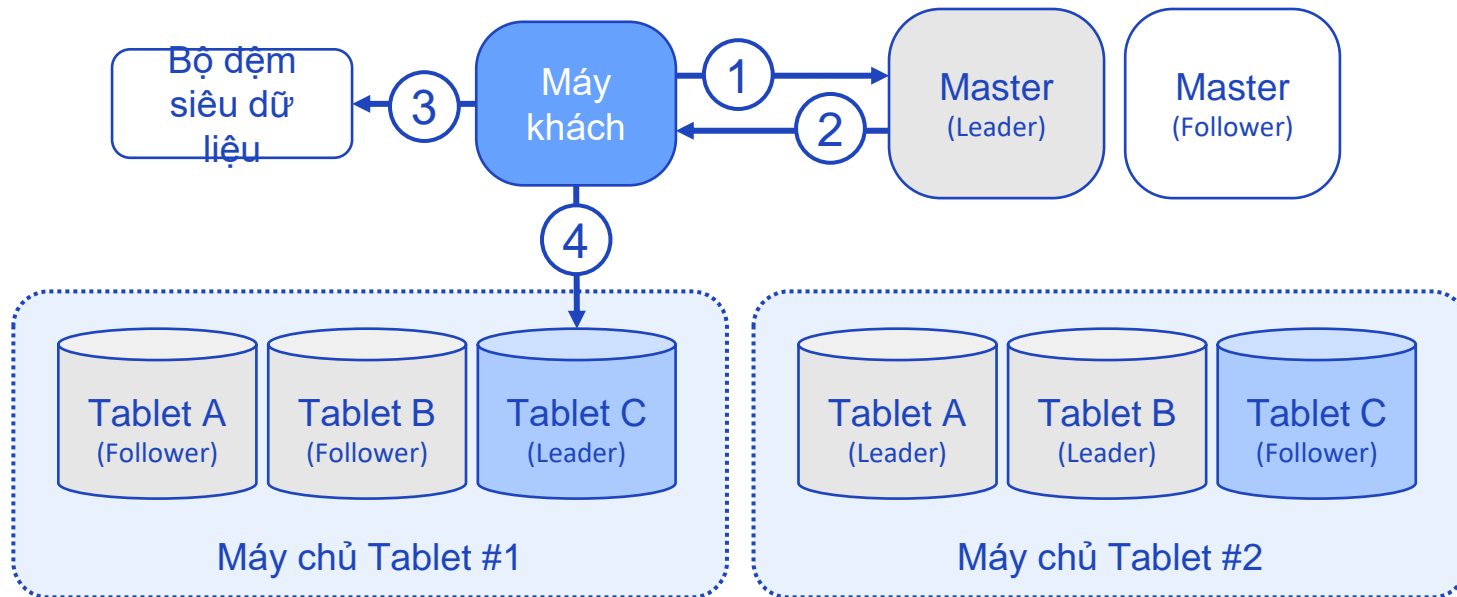 Bộ dệm
siêu dữ
liệu
3
Máy
khách
1
2
Master
(Leader)
Master
(Follower)
4
Tablet A
(Follower)
Tablet B
(Follower)
Tablet C
(Leader)
Máy chủ Tablet #1
Tablet A
(Leader)
Tablet B
(Leader)
Tablet C
(Follower)
Máy chủ Tablet #2